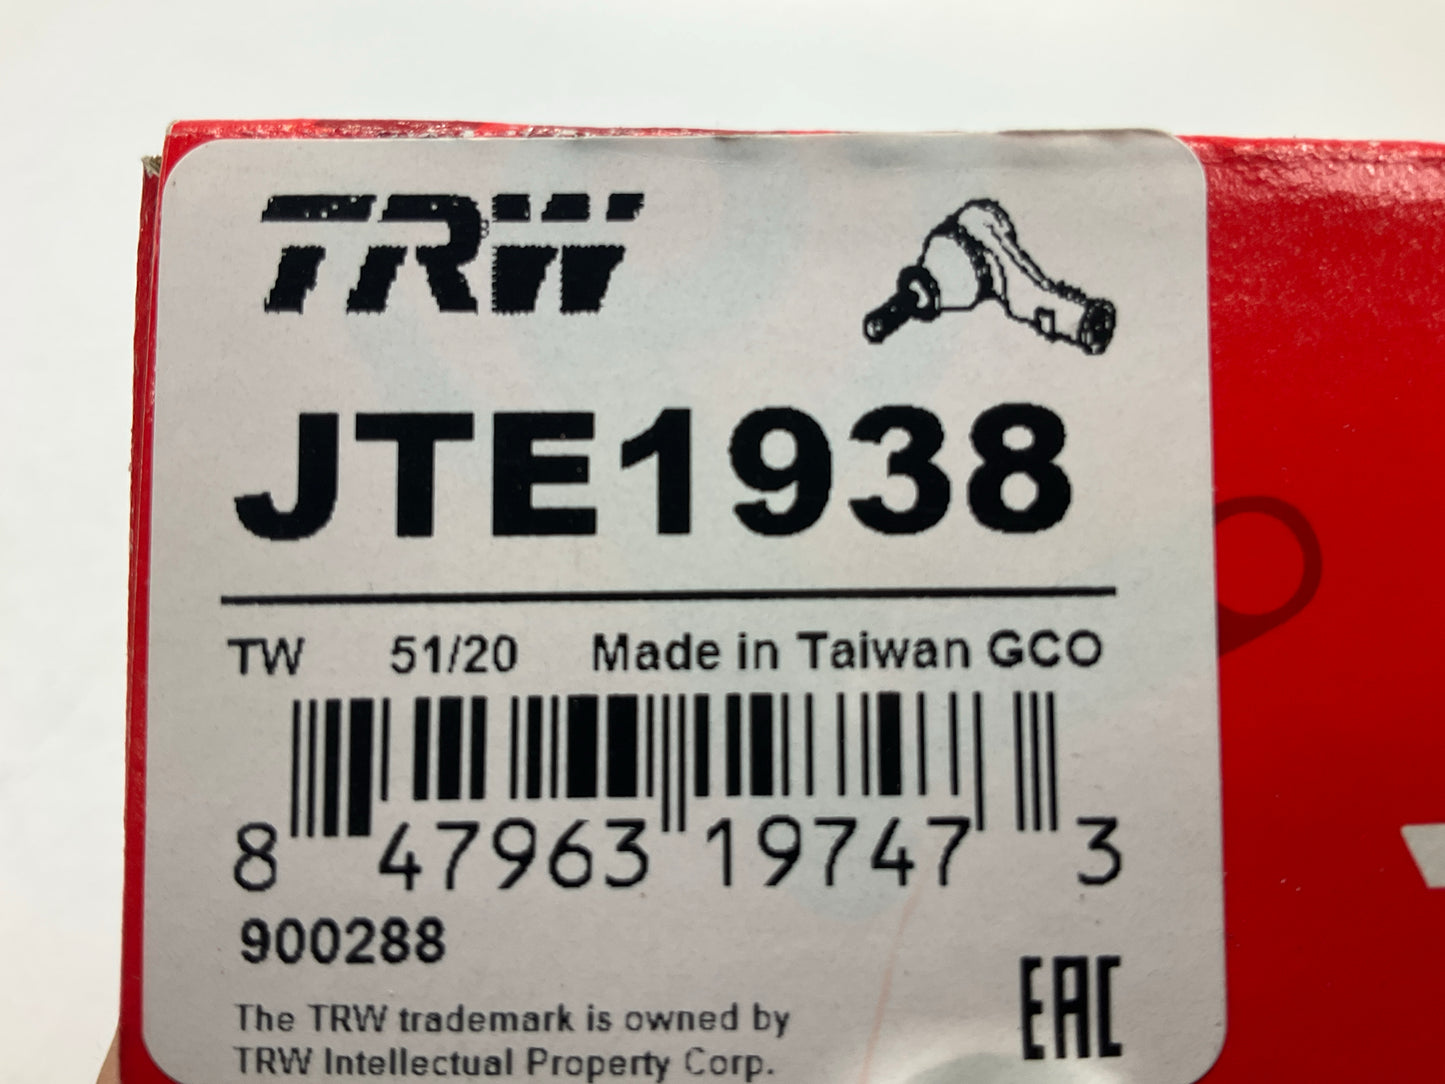 TRW
JTE1938
TW 51/20 Made in Taiwan GCO
8 47963 19747 3
900288
EAC
The TRW trademark is owned by
TRW Intellectual Property Corp.